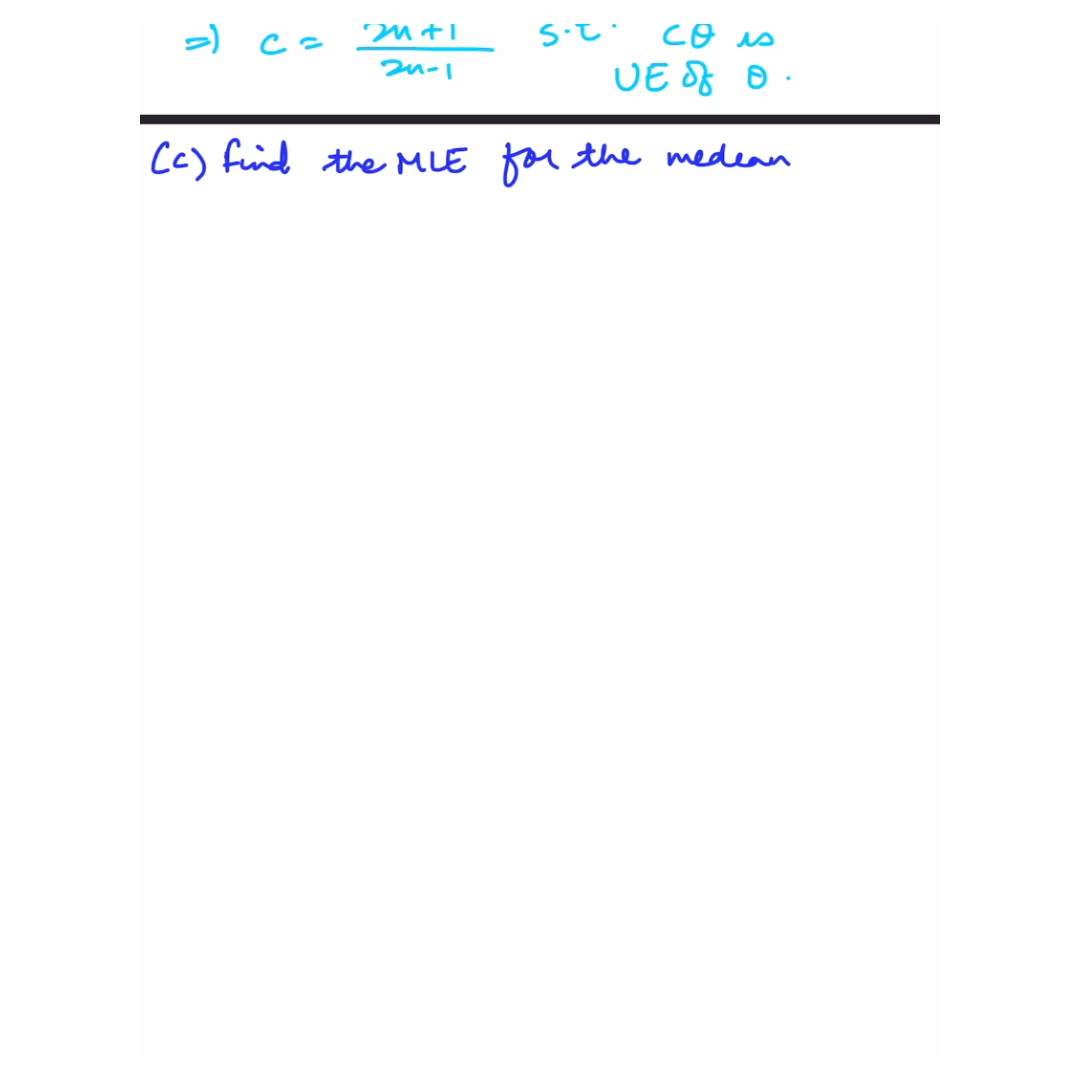 =) c = 2n+1 / 2n-1 s.t. cθ is
UE of θ.
(c) find the MLE for the median